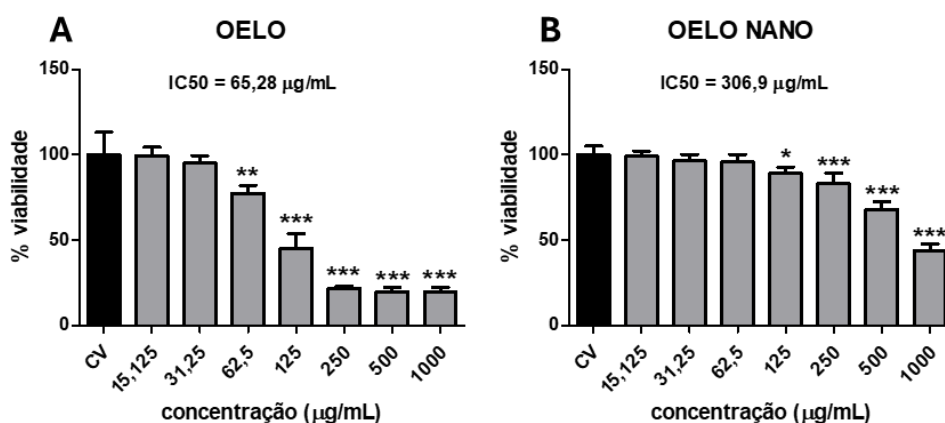 A
OELO
IC50 = 65,28 µg/mL
150
100
50
0
% viabilidade
**
***
***
***
***
CV
15,125
31,25
62,5
125
250
500
1000
concentração (µg/mL)
B
OELO NANO
IC50 = 306,9 µg/mL
150
100
50
0
% viabilidade
*
***
***
***
CV
15,125
31,25
62,5
125
250
500
1000
concentração (µg/mL)